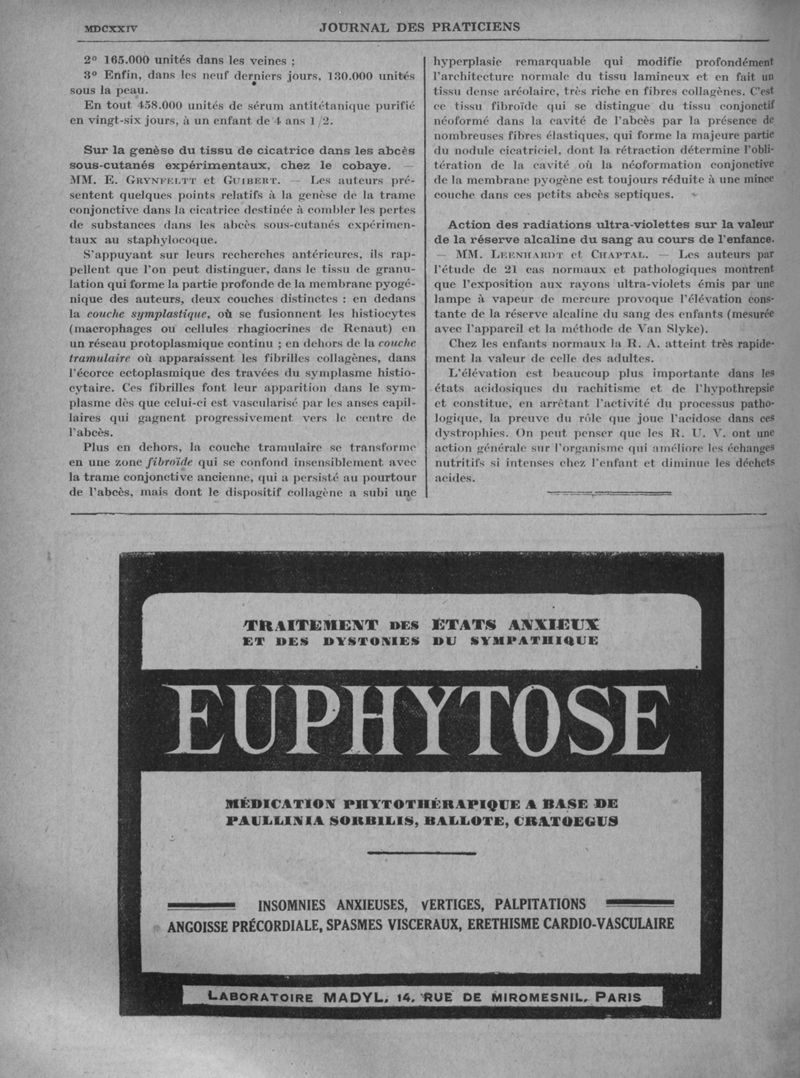 MDCXXIV
JOURNAL DES PRATICIENS
2º 165.000 unités dans les veines ;
3º Enfin, dans les neuf derniers jours, 130.000 unités
sous la peau.
En tout 458.000 unités de sérum antitétanique purifié
en vingt-six jours, à un enfant de 4 ans 1/2.
Sur la genèse du tissu de cicatrice dans les abcès
sous-cutanés expérimentaux, chez le cobaye. —
MM. E. GRYNFELTT et GUIBERT. — Les auteurs pré-
sentent quelques points relatifs à la genèse de la trame
conjonctive dans la cicatrice destinée à combler les pertes
de substances dans les abcès sous-cutanés expérimen-
taux au staphylocoque.
S'appuyant sur leurs recherches antérieures, ils rap-
pellent que l'on peut distinguer, dans le tissu de granu-
lation qui forme la partie profonde de la membrane pyogé-
nique des auteurs, deux couches distinctes : en dedans
la couche symplastique, où se fusionnent les histiocytes
(macrophages ou cellules rhagiocrines de Renaut) en
un réseau protoplasmique continu ; en dehors de la couche
tramulaire où apparaissent les fibrilles collagènes, dans
l'écorce ectoplasmique des travées du symplasme histio-
cytaire. Ces fibrilles font leur apparition dans le sym-
plasme dès que celui-ci est vascularisé par les anses capil-
laires qui gagnent progressivement vers le centre de
l'abcès.
Plus en dehors, la couche tramulaire se transforme
en une zone fibroïde qui se confond insensiblement avec
la trame conjonctive ancienne, qui a persisté au pourtour
de l'abcès, mais dont le dispositif collagène a subi une
hyperplasie remarquable qui modifie profondément
l'architecture normale du tissu lamineux et en fait un
tissu dense aréolaire, très riche en fibres collagènes. C'est
ce tissu fibroïde qui se distingue du tissu conjonctif
néoformé dans la cavité de l'abcès par la présence de
nombreuses fibres élastiques, qui forme la majeure partie
du nodule cicatriciel, dont la rétraction détermine l'obli-
tération de la cavité où la néoformation conjonctive
de la membrane pyogène est toujours réduite à une mince
couche dans ces petits abcès septiques.
Action des radiations ultra-violettes sur la valeur
de la réserve alcaline du sang au cours de l'enfance.
— MM. LEENHARDT et CHAPTAL. — Les auteurs par
l'étude de 21 cas normaux et pathologiques montrent
que l'exposition aux rayons ultra-violets émis par une
lampe à vapeur de mercure provoque l'élévation cons-
tante de la réserve alcaline du sang des enfants (mesurée
avec l'appareil et la méthode de Van Slyke).
Chez les enfants normaux la R. A. atteint très rapide-
ment la valeur de celle des adultes.
L'élévation est beaucoup plus importante dans les
états acidosiques du rachitisme et de l'hypothrepsie
et constitue, en arrêtant l'activité du processus patho-
logique, la preuve du rôle que joue l'acidose dans ces
dystrophies. On peut penser que les R. U. V. ont une
action générale sur l'organisme qui améliore les échanges
nutritifs si intenses chez l'enfant et diminue les déchets
acides.
TRAITEMENT DES ETATS ANXIEUX
ET DES DYSTONIES DU SYMPATHIQUE
EUPHYTOSE
MÉDICATION PHYTOTHÉRAPIQUE A BASE DE
PAULLINIA SORBILIS, BALLOTE, CRATOEGUS
INSOMNIES ANXIEUSES, VERTIGES, PALPITATIONS
ANGOISSE PRÉCORDIALE, SPASMES VISCERAUX, ERETHISME CARDIO-VASCULAIRE
LABORATOIRE MADYL, 14, RUE DE MIROMESNIL, PARIS